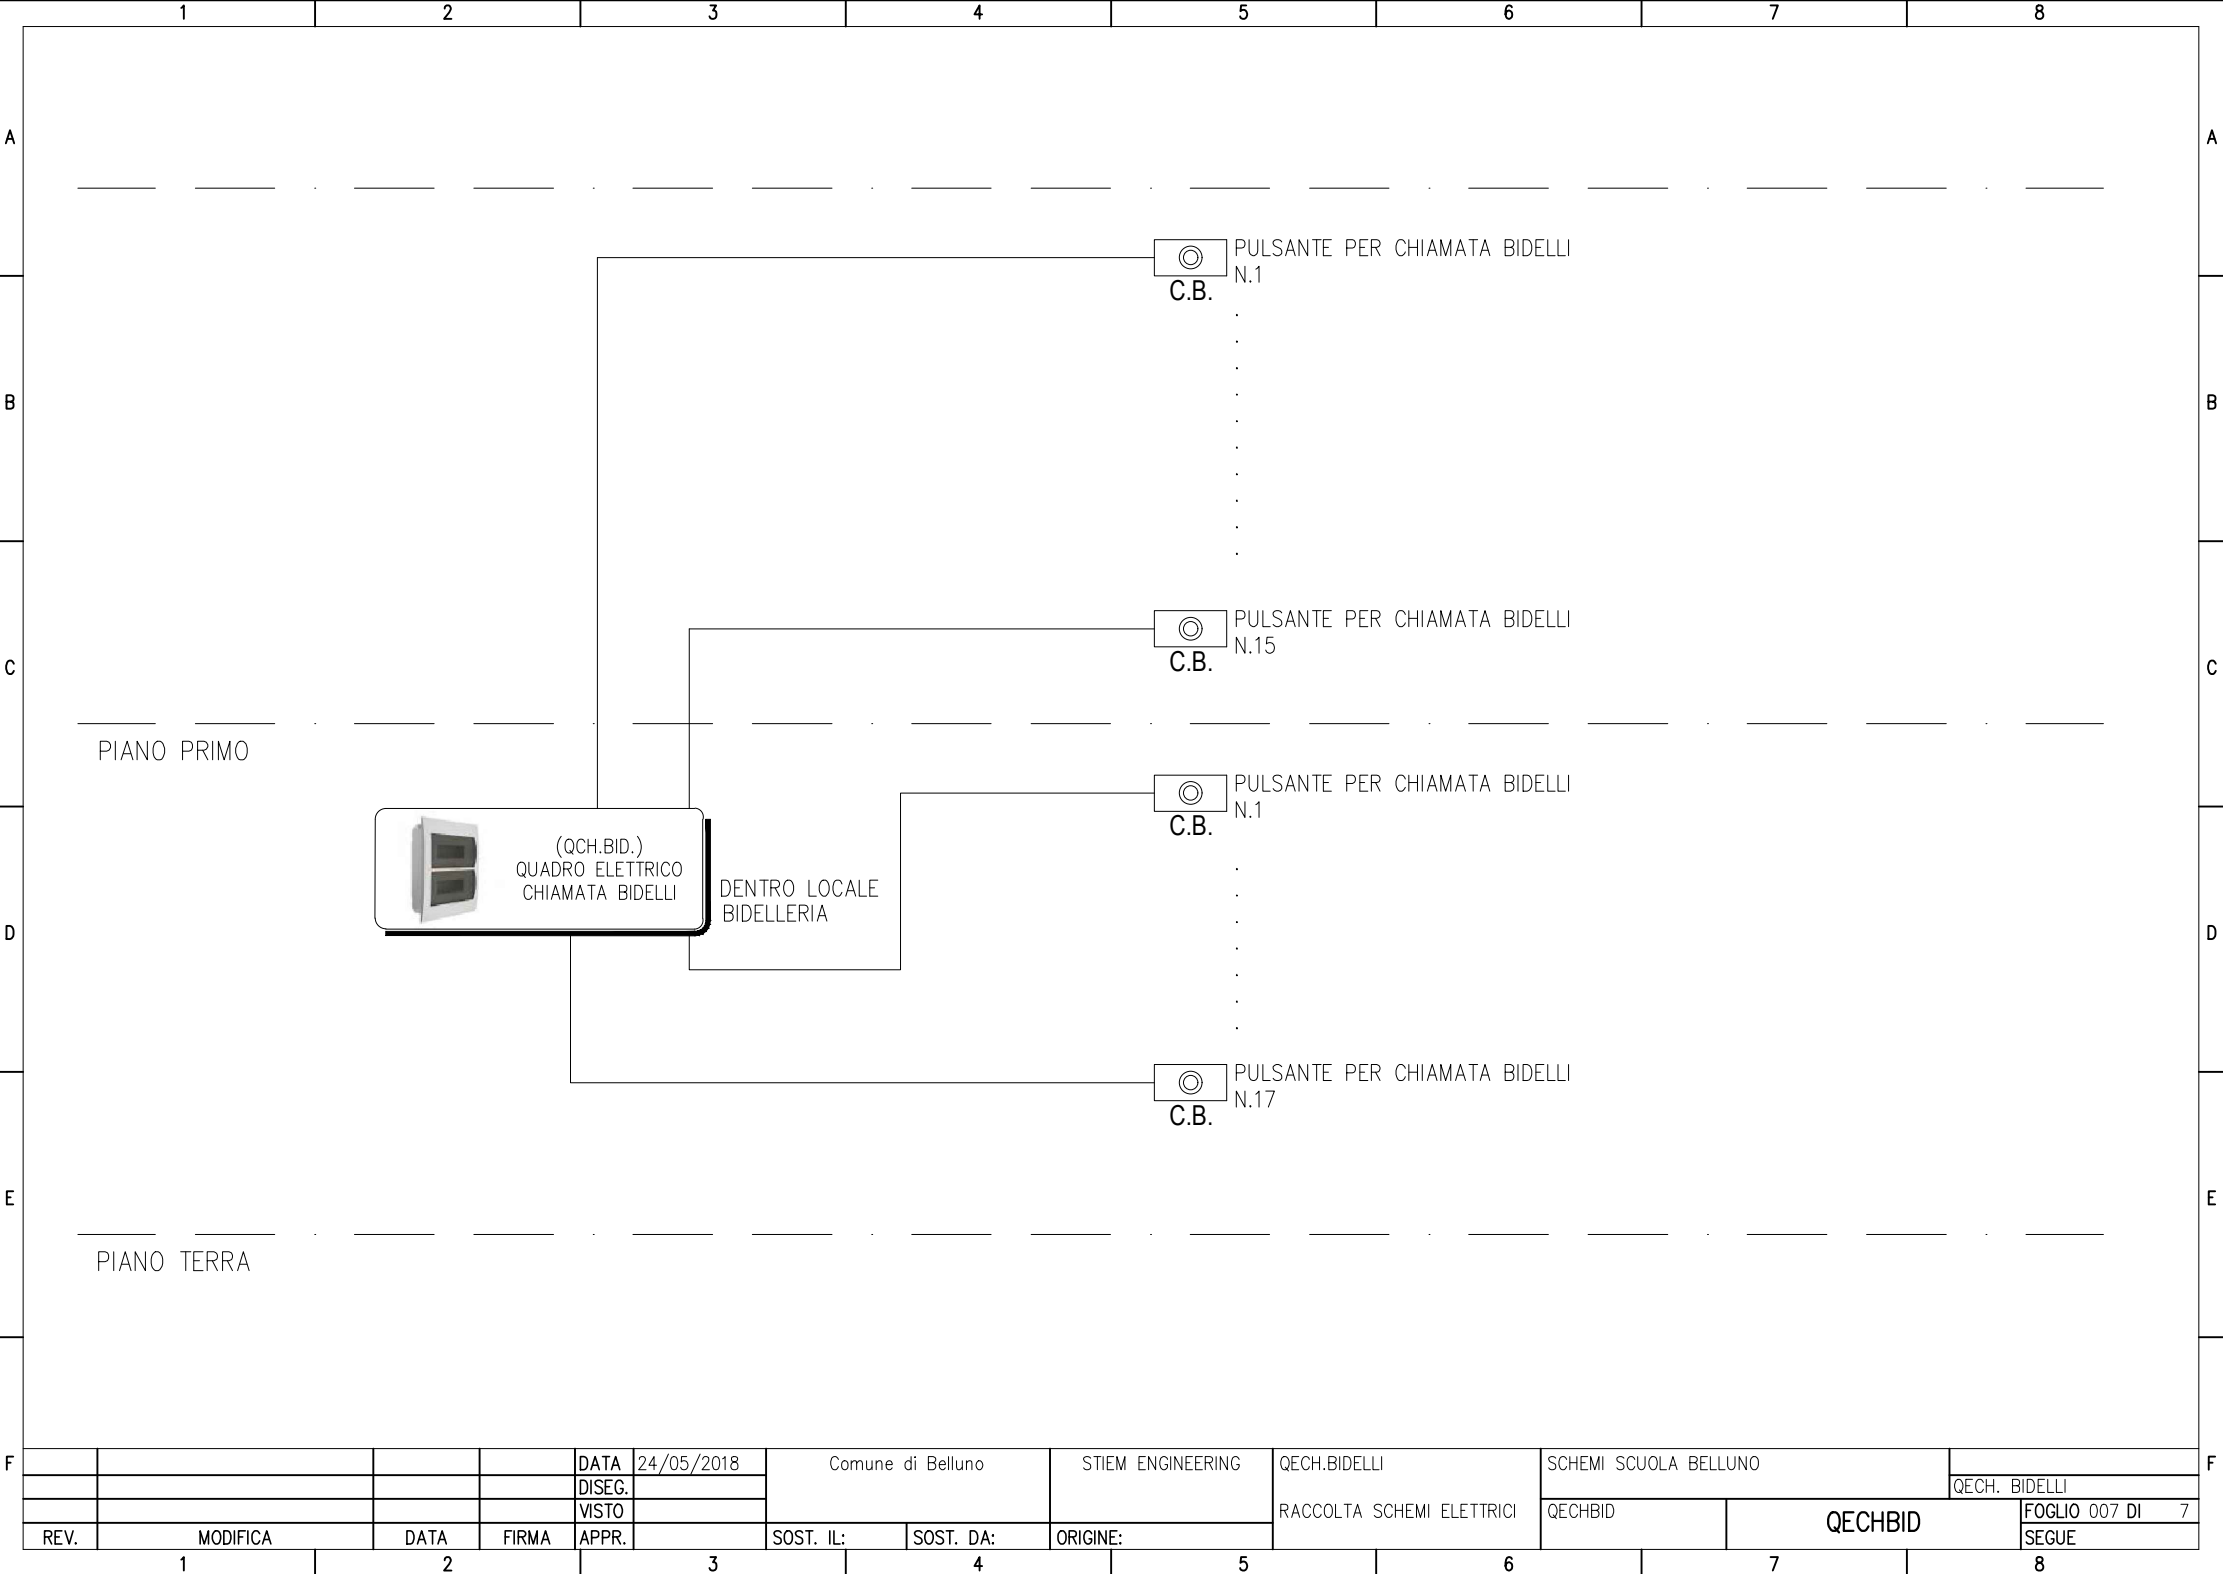 1 2 3 4 5 6 7 8
A A
PULSANTE PER CHIAMATA BIDELLI
N.1
C.B.
B B
PULSANTE PER CHIAMATA BIDELLI
N.15
C.B.
C C
PIANO PRIMO
PULSANTE PER CHIAMATA BIDELLI
N.1
C.B.
(QCH.BID.)
QUADRO ELETTRICO
CHIAMATA BIDELLI
DENTRO LOCALE
BIDELLERIA
D D
PULSANTE PER CHIAMATA BIDELLI
N.17
C.B.
E E
PIANO TERRA
F DATA 24/05/2018 Comune di Belluno STIEM ENGINEERING QECH.BIDELLI SCHEMI SCUOLA BELLUNO F
DISEG. QECH. BIDELLI
VISTO RACCOLTA SCHEMI ELETTRICI QECHBID QECHBID FOGLIO 007 DI 7
REV. MODIFICA DATA FIRMA APPR. SOST. IL: SOST. DA: ORIGINE: SEGUE
1 2 3 4 5 6 7 8